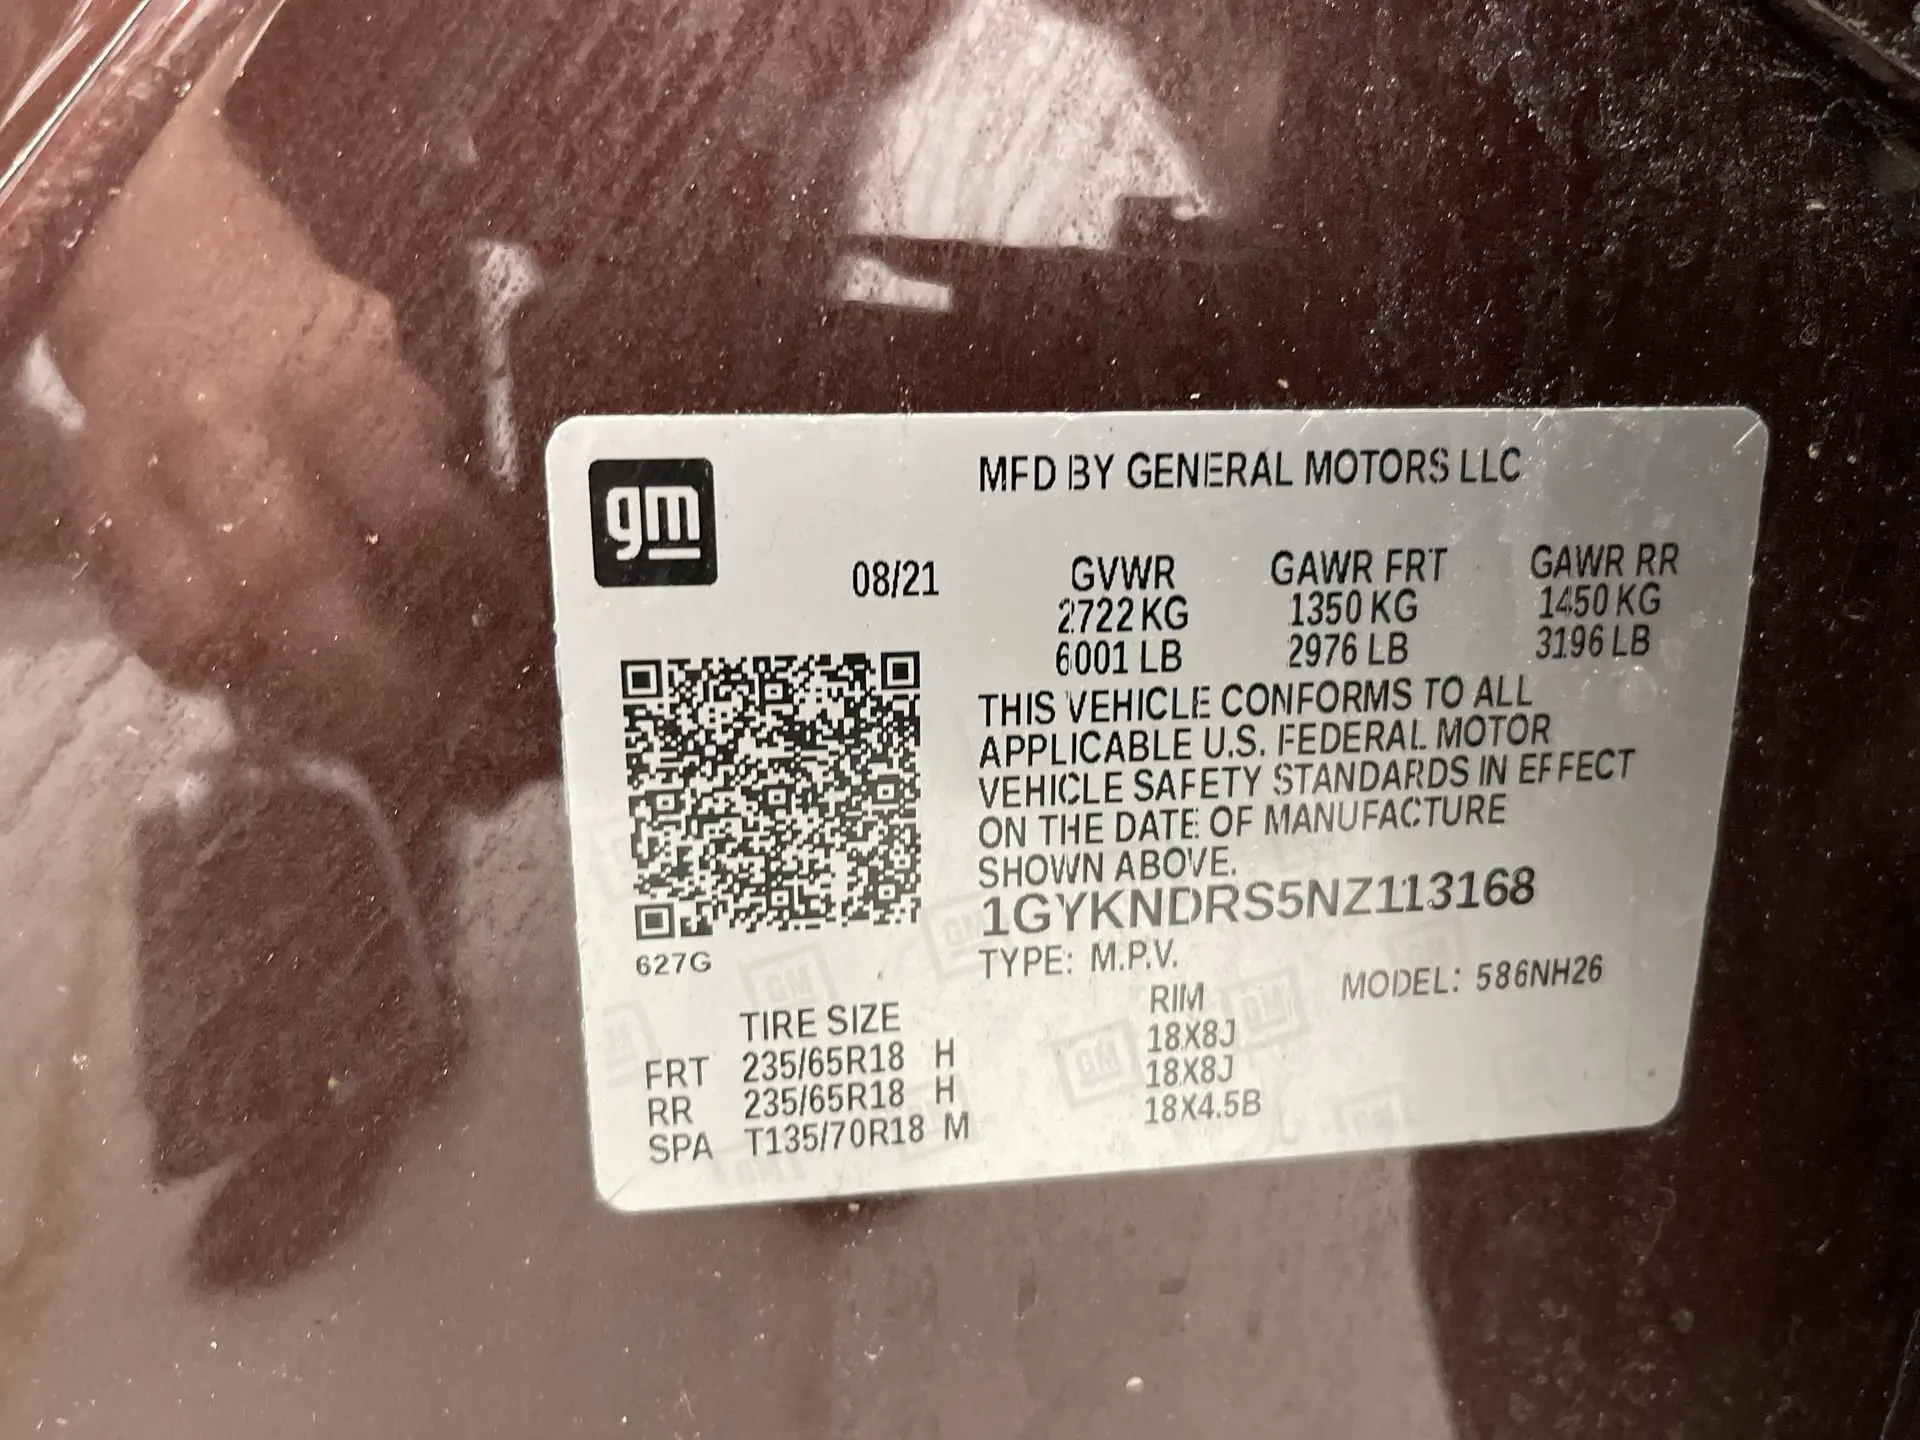 gm
MFD BY GENERAL MOTORS LLC
08/21 GVWR GAWR FRT GAWR RR
2722 KG 1350 KG 1450 KG
6001 LB 2976 LB 3196 LB
THIS VEHICLE CONFORMS TO ALL
APPLICABLE U.S. FEDERAL MOTOR
VEHICLE SAFETY STANDARDS IN EFFECT
ON THE DATE OF MANUFACTURE
SHOWN ABOVE.
1GYKNDRS5NZ113168
627G
TYPE: M.P.V. MODEL: 586NH26
TIRE SIZE RIM
FRT 235/65R18 H 18X8J
RR 235/65R18 H 18X8J
SPA T135/70R18 M 18X4.5B